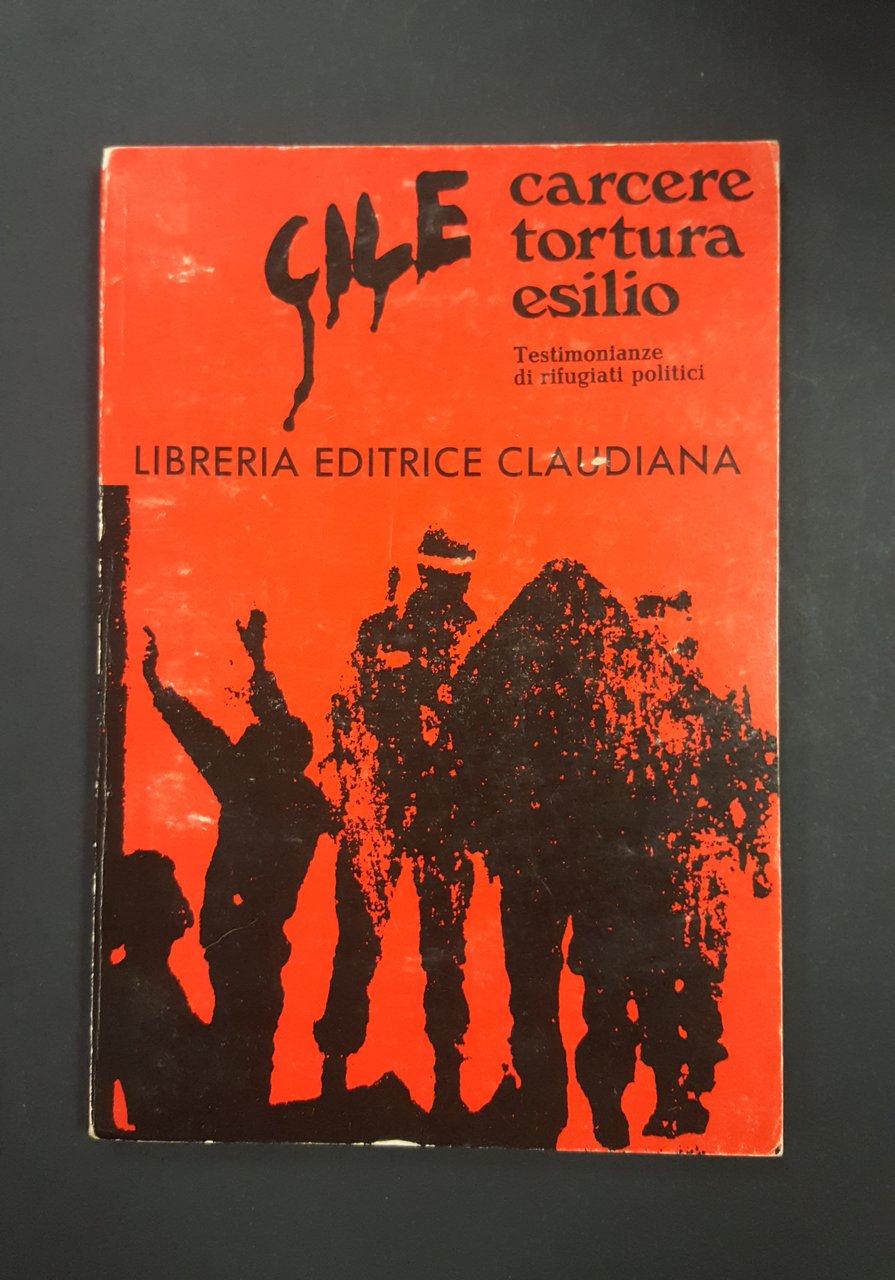 CILE
carcere
tortura
esilio
Testimonianze
di rifugiati politici
LIBRERIA EDITRICE CLAUDIANA